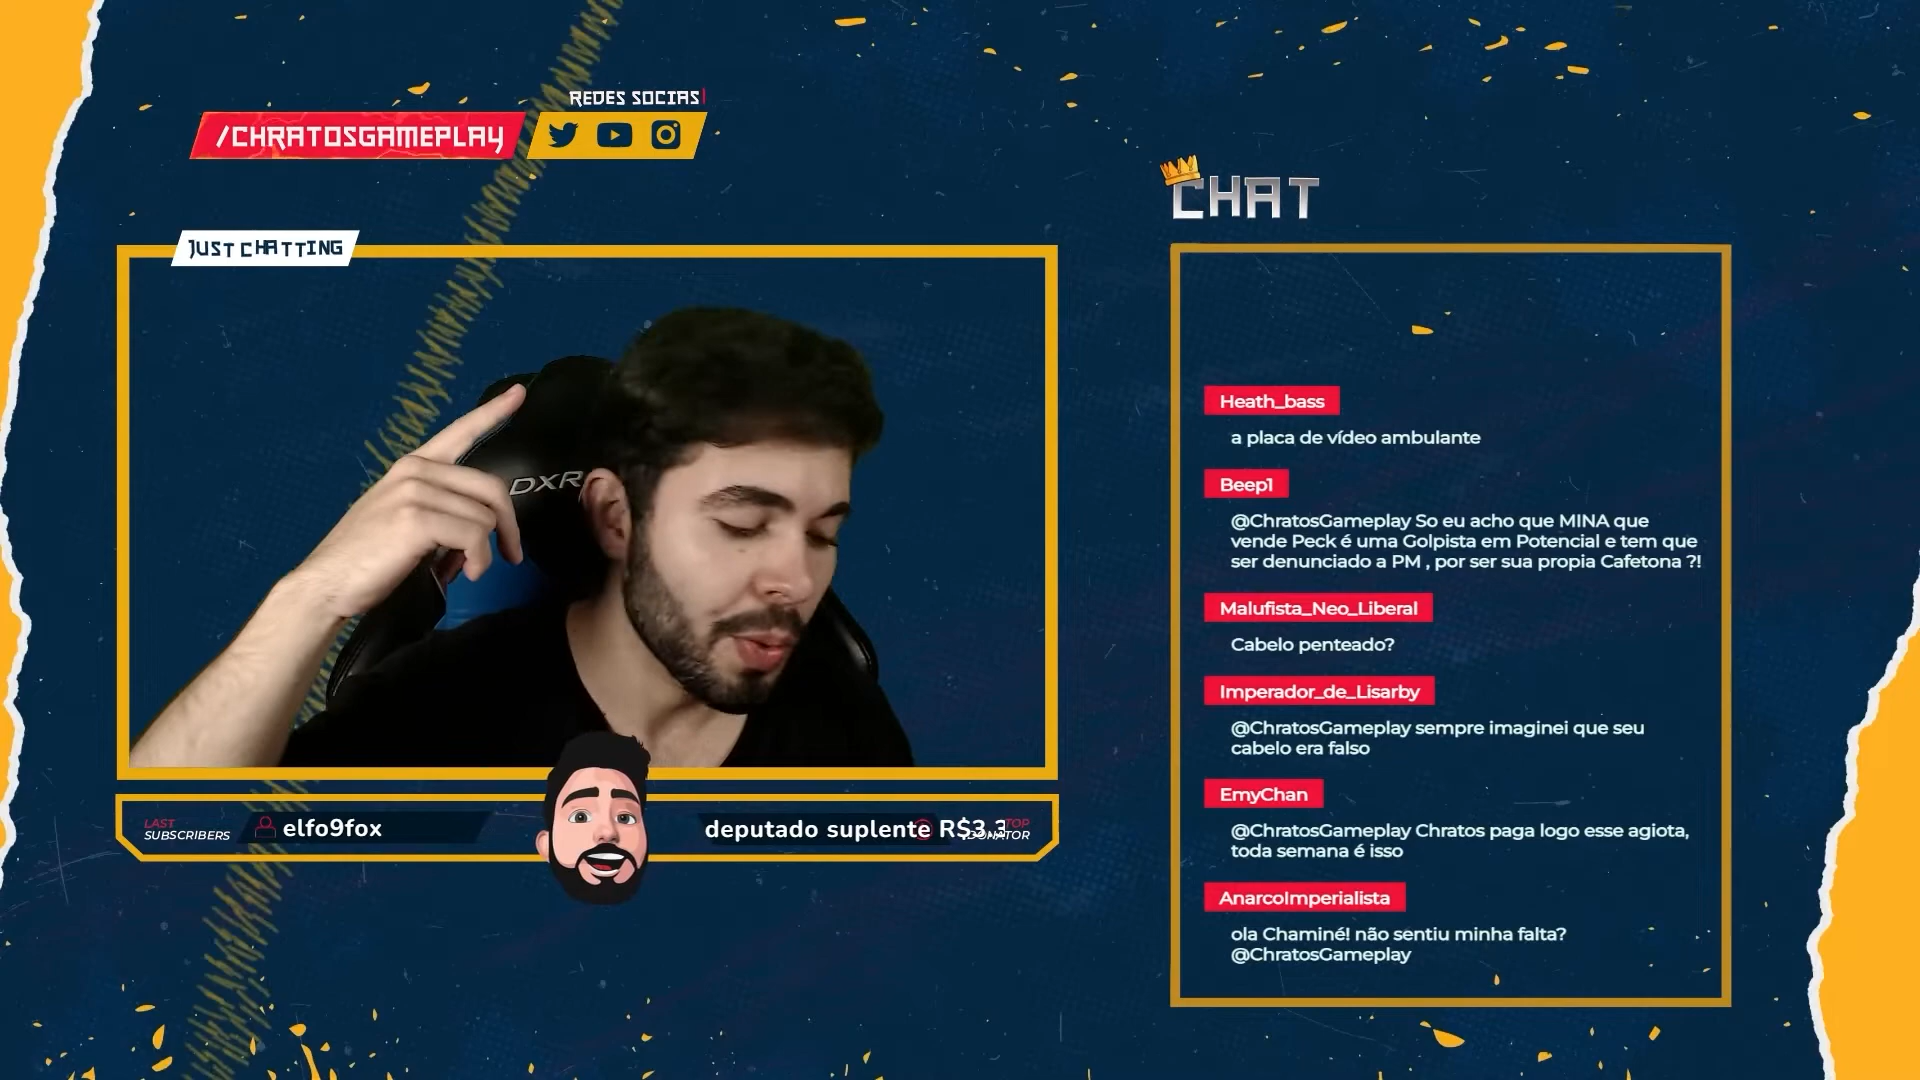 REDES SOCIAS
/CHRATOSGAMEPLAY
CHAT
JUST CHATTING
DXR
LAST
SUBSCRIBERS
elfo9fox
deputado suplente R$3
TOP
DONATOR
Heath_bass
a placa de vídeo ambulante
Beep1
@ChratosGameplay So eu acho que MINA que
vende Peck é uma Golpista em Potencial e tem que
ser denunciado a PM , por ser sua propia Cafetona ?!
Malufista_Neo_Liberal
Cabelo penteado?
Imperador_de_Lisarby
@ChratosGameplay sempre imaginei que seu
cabelo era falso
EmyChan
@ChratosGameplay Chratos paga logo esse agiota,
toda semana é isso
AnarcoImperialista
ola Chaminé! não sentiu minha falta?
@ChratosGameplay